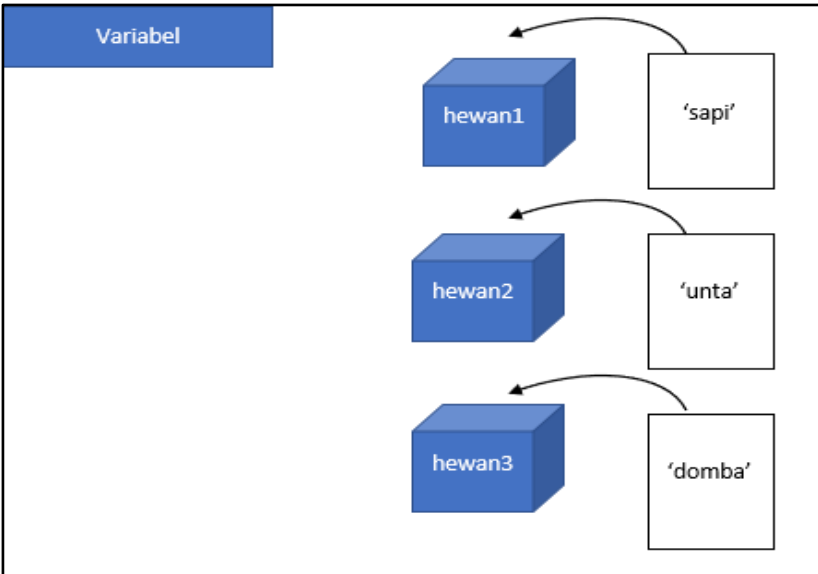 Variabel
hewan1
‘sapi’
hewan2
‘unta’
hewan3
‘domba’